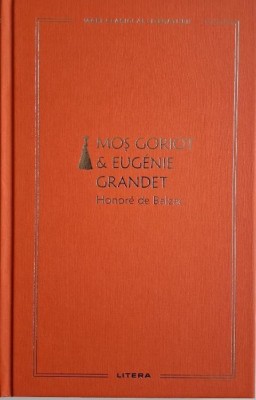 MOȘ GORIOT
& EUGÉNIE
GRANDET
Honoré de Balzac
LITERA